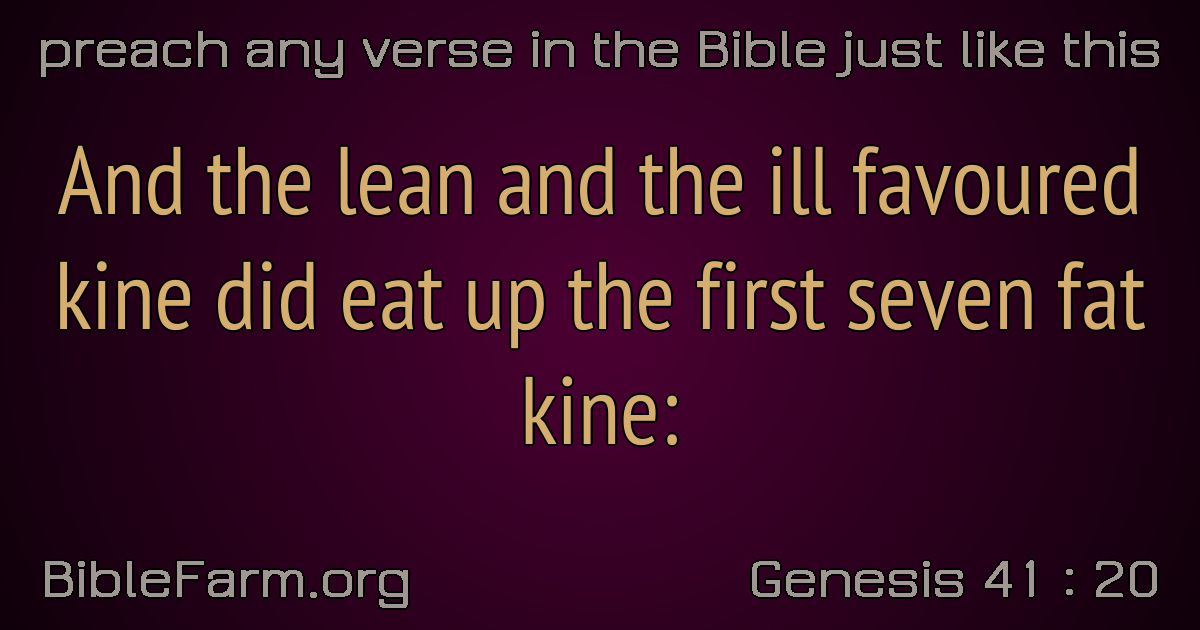 preach any verse in the Bible just like this
And the lean and the ill favoured
kine did eat up the first seven fat
kine:
BibleFarm.org
Genesis 41 : 20